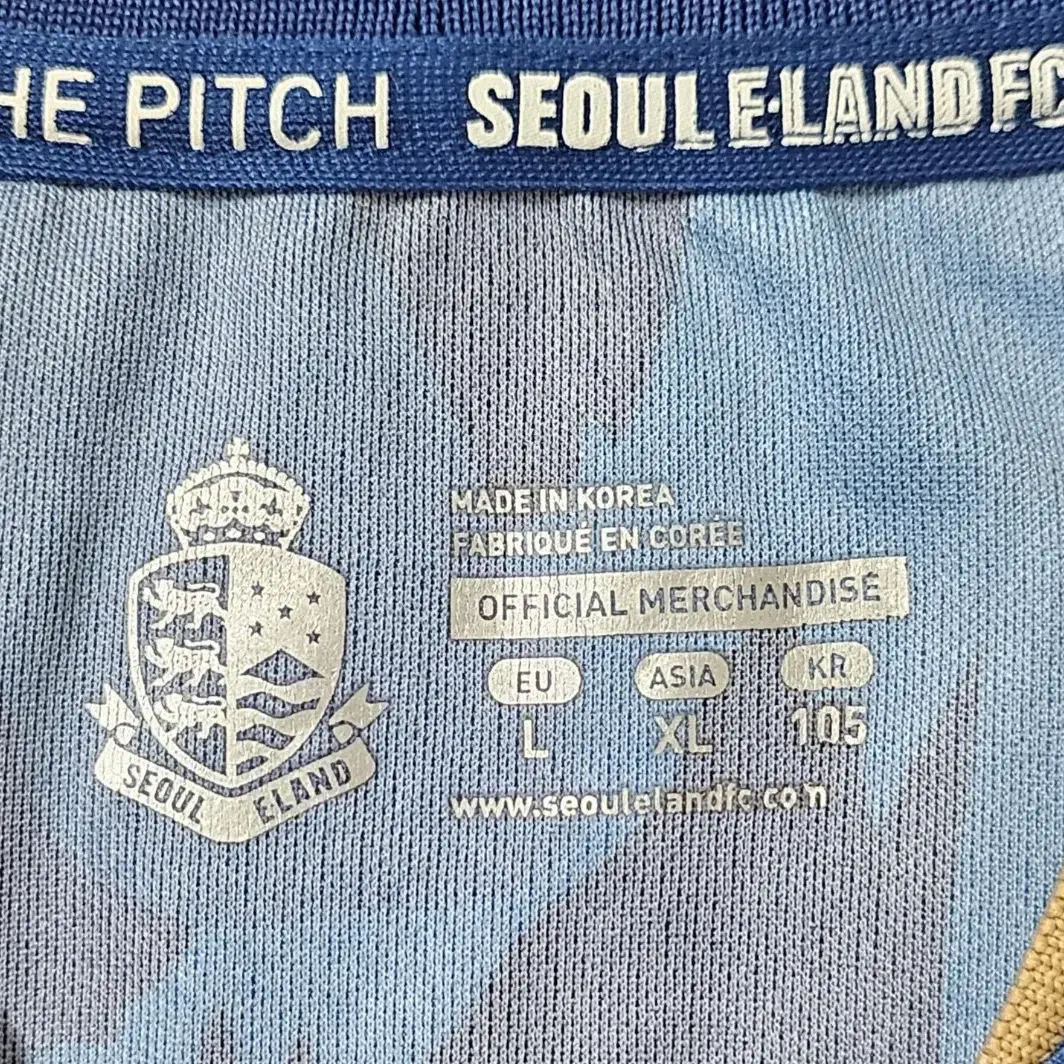 HE PITCH SEOUL E·LAND FC
MADE IN KOREA
FABRIQUÉ EN CORÉE
OFFICIAL MERCHANDISE
EU ASIA KR
L XL 105
www.seoulelandfc.com
SEOUL ELAND